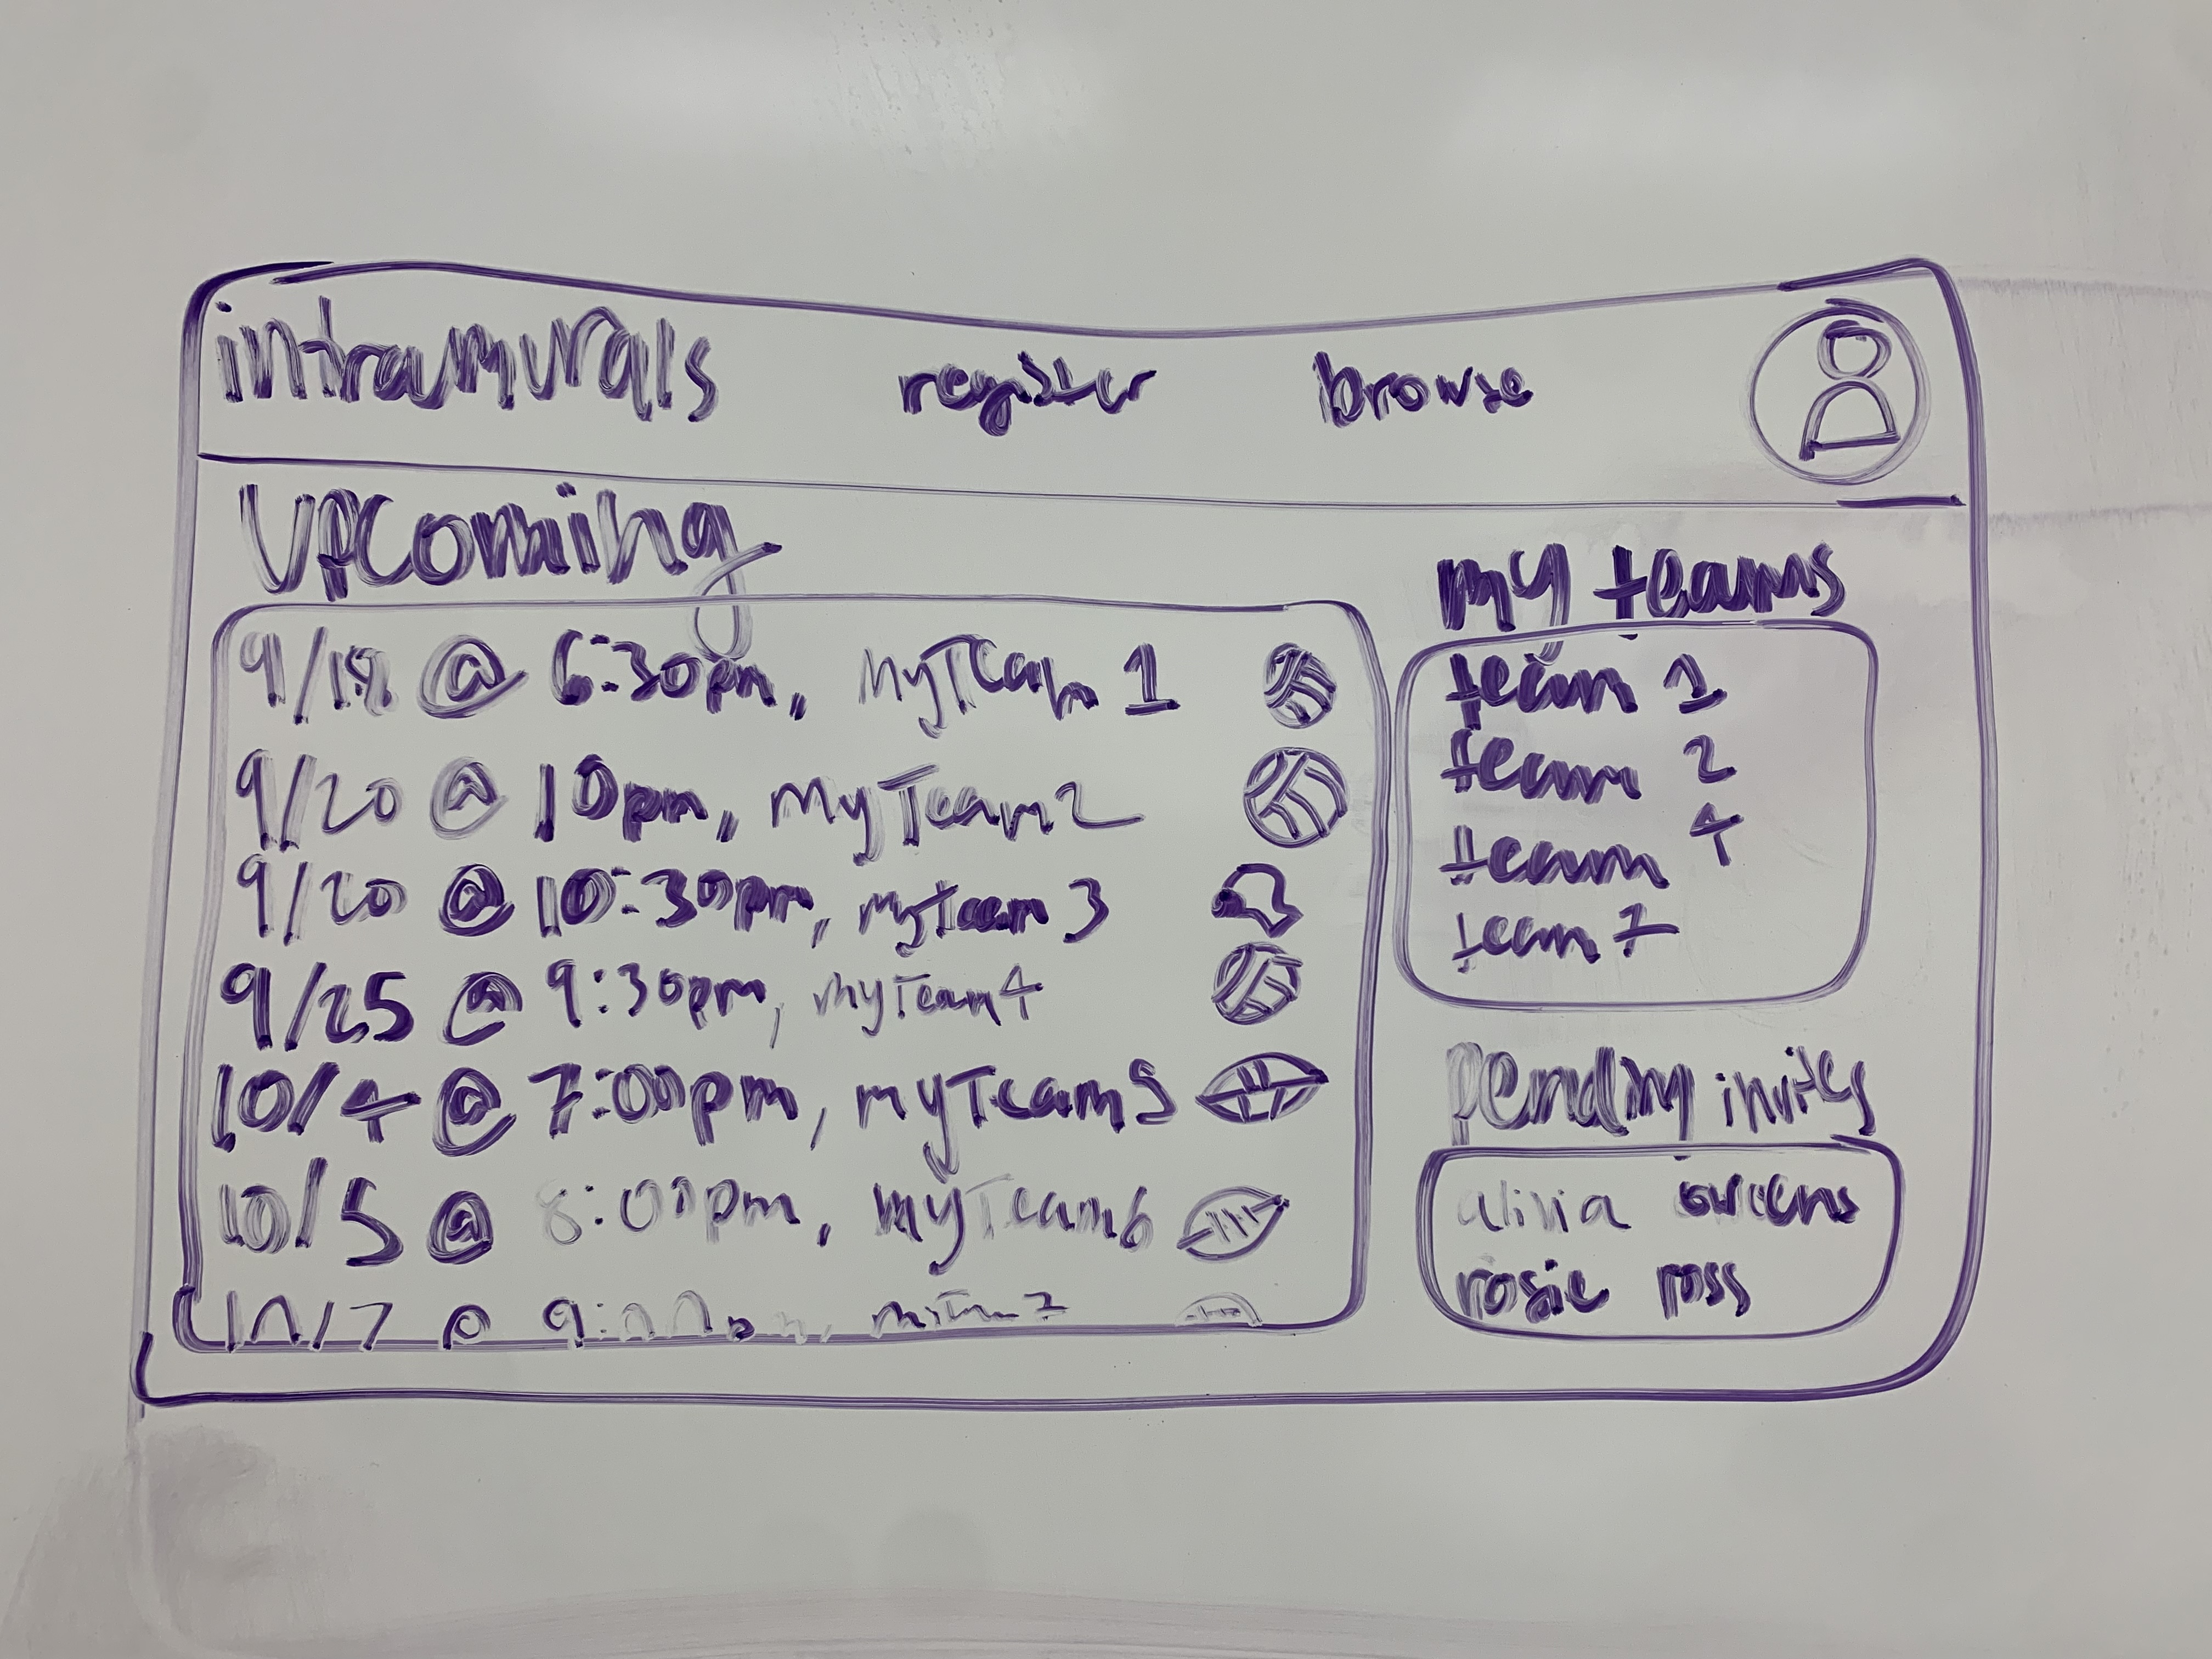 intramurals register browse
Upcoming
9/18 @ 6:30pm, MyTeam 1
9/20 @ 10pm, MyTeam2
9/20 @ 10:30pm, myTeam 3
9/25 @ 9:30pm, myTeam4
10/4 @ 7:00pm, myTeam5
10/5 @ 8:00pm, myTeam6
10/7 @ 9:00pm, myTeam7
my teams
team 1
team 2
team 4
team 7
pending invites
alivia owens
rosie ross